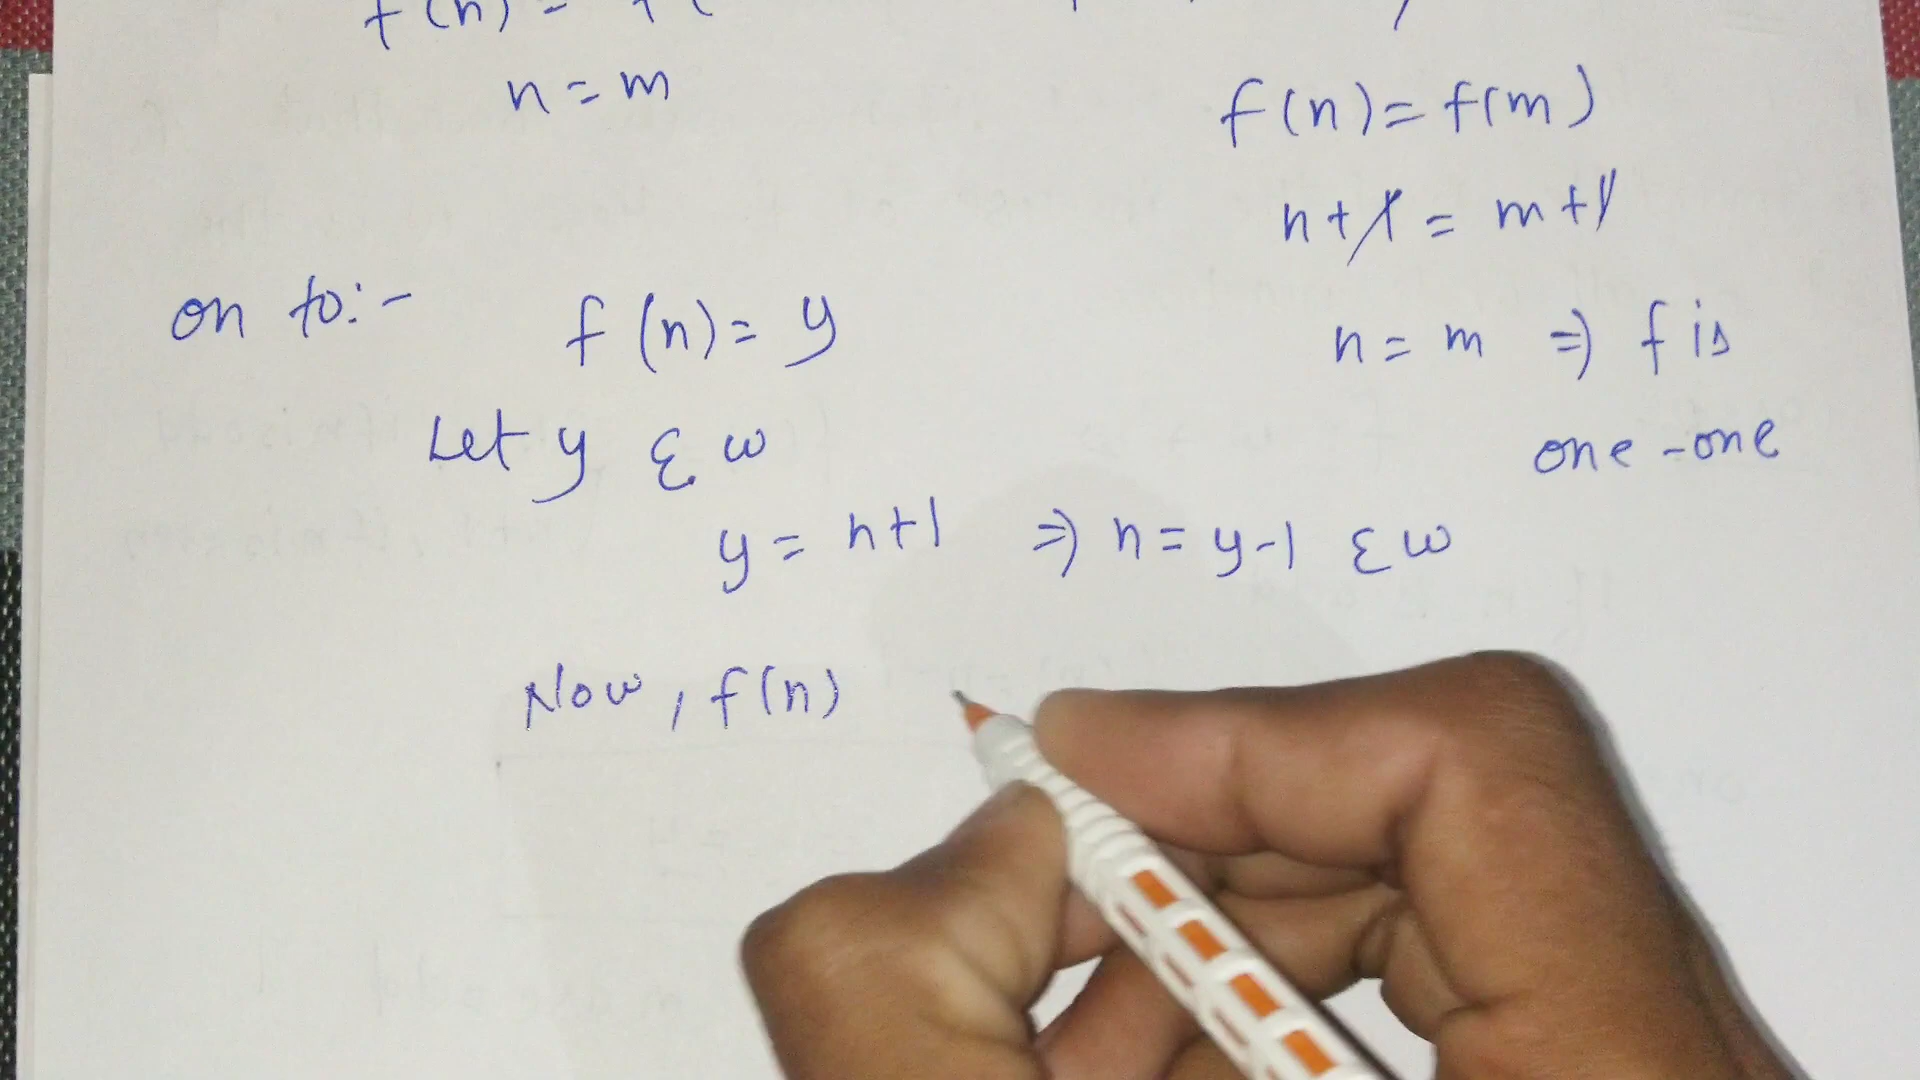 f(n) =
n = m
f(n) = f(m)
n+1 = m+1
n = m ⇒ f is
one-one
on to:- f(n) = y
Let y ε w
y = n+1 ⇒ n = y-1 ε w
Now, f(n)